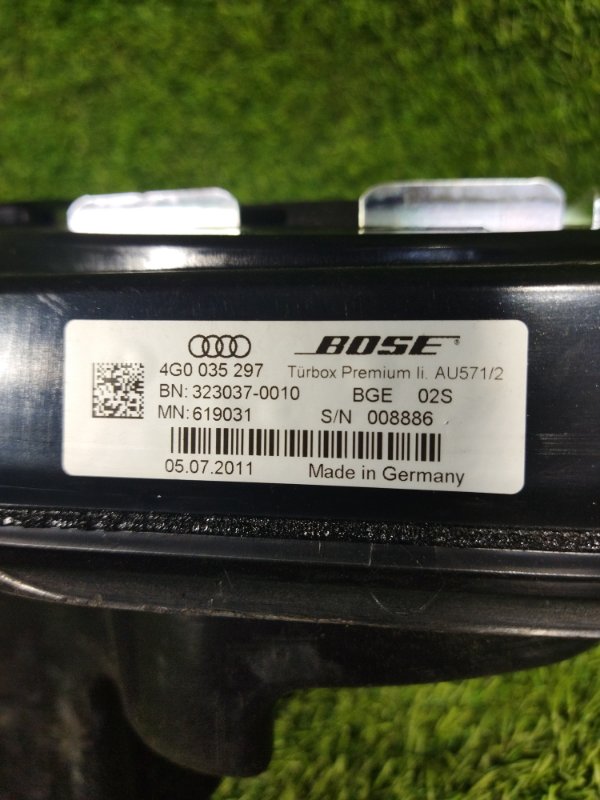 BOSE®
4G0 035 297 Türbox Premium li. AU571/2
BN: 323037-0010 BGE 02S
MN: 619031 S/N 008886
05.07.2011 Made in Germany